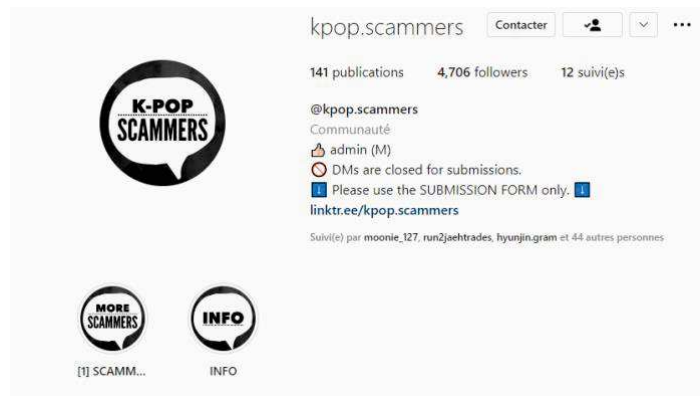 kpop.scammers Contacter
141 publications 4,706 followers 12 suivi(e)s
K-POP
SCAMMERS
@kpop.scammers
Communauté
👍🏻 admin (M)
🚫 DMs are closed for submissions.
⬇️ Please use the SUBMISSION FORM only. ⬇️
linktr.ee/kpop.scammers
Suivi(e) par moonie_127, run2jaehtrades, hyunjin.gram et 44 autres personnes
MORE
SCAMMERS
[1] SCAMM...
INFO
INFO